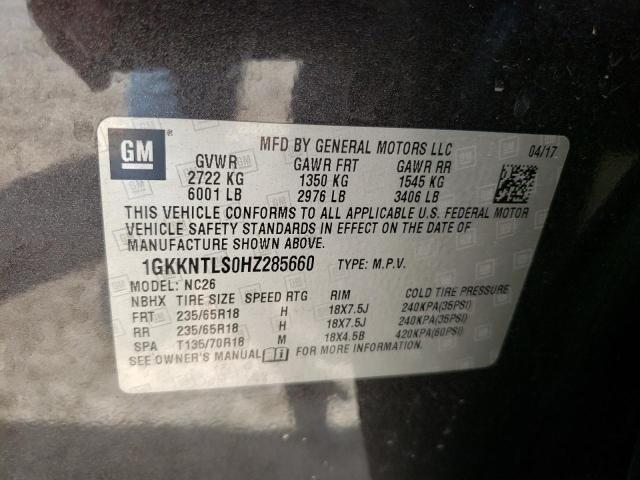 GM
MFD BY GENERAL MOTORS LLC 04/17
GVWR GAWR FRT GAWR RR
2722 KG 1350 KG 1545 KG
6001 LB 2976 LB 3406 LB
THIS VEHICLE CONFORMS TO ALL APPLICABLE U.S. FEDERAL MOTOR
VEHICLE SAFETY STANDARDS IN EFFECT ON THE DATE OF
MANUFACTURE SHOWN ABOVE.
1GKKNTLS0HZ285660 TYPE: M.P.V.
MODEL: NC26
NBHX TIRE SIZE SPEED RTG RIM COLD TIRE PRESSURE
FRT 235/65R18 H 18X7.5J 240KPA(35PSI)
RR 235/65R18 H 18X7.5J 240KPA(35PSI)
SPA T135/70R18 M 18X4.5B 420KPA(60PSI)
SEE OWNER'S MANUAL FOR MORE INFORMATION.